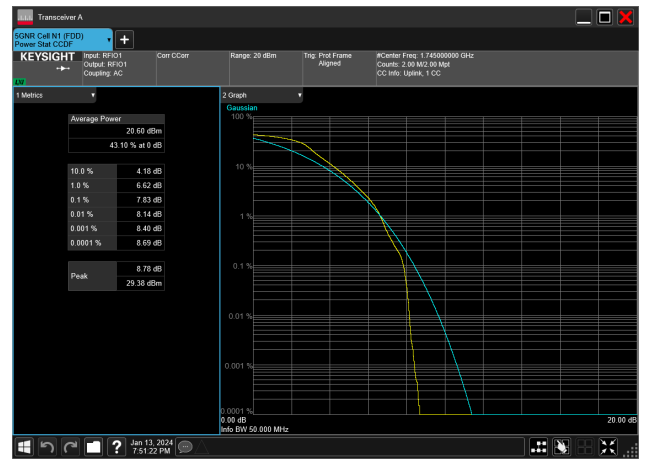 Transceiver A
5GNR Cell N1 (FDD)
Power Stat CCDF
KEYSIGHT
LW
Input: RFIO1
Output: RFIO1
Coupling: AC
Corr CCorr
Range: 20 dBm
Trig: Prot Frame
Aligned
#Center Freq: 1.745000000 GHz
Counts: 2.00 M/2.00 Mpt
CC Info: Uplink, 1 CC
1 Metrics
Average Power
20.60 dBm
43.10 % at 0 dB
10.0 % 4.18 dB
1.0 % 6.62 dB
0.1 % 7.83 dB
0.01 % 8.14 dB
0.001 % 8.40 dB
0.0001 % 8.69 dB
Peak
8.78 dB
29.38 dBm
2 Graph
Gaussian
100 %
10 %
1 %
0.1 %
0.01 %
0.001 %
0.0001 %
0.00 dB
20.00 dB
Info BW 50.000 MHz
Jan 13, 2024
7:51:22 PM